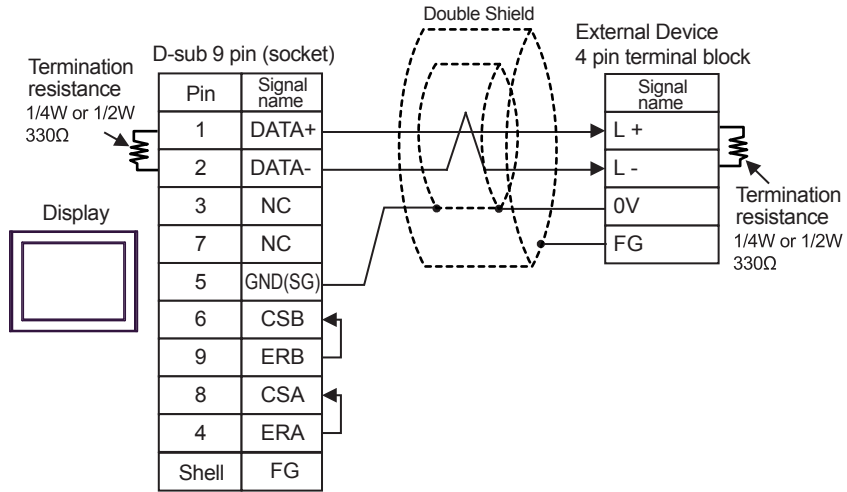 Double Shield
D-sub 9 pin (socket)
External Device
4 pin terminal block
Termination
resistance
1/4W or 1/2W
330Ω
Display
Pin Signal name
1 DATA+
2 DATA-
3 NC
7 NC
5 GND(SG)
6 CSB
9 ERB
8 CSA
4 ERA
Shell FG
Signal
name
L +
L -
0V
FG
Termination
resistance
1/4W or 1/2W
330Ω